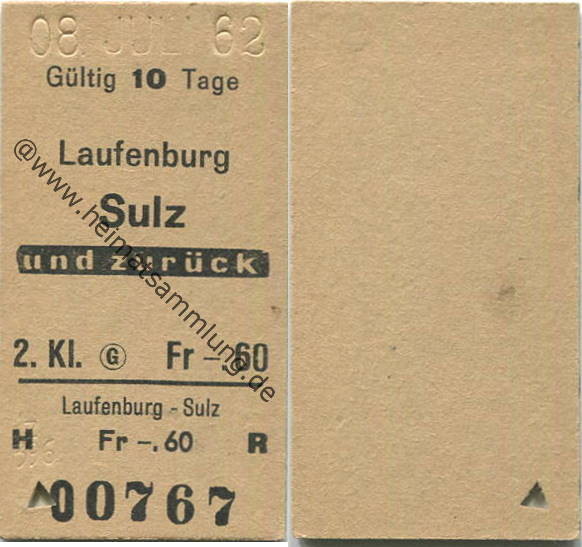 08 JUL 62
Gültig 10 Tage
Laufenburg
Sulz
und zurück
2. Kl. G Fr -.60
Laufenburg - Sulz
H Fr -.60 R
00767
@www.heimatsammlung.de